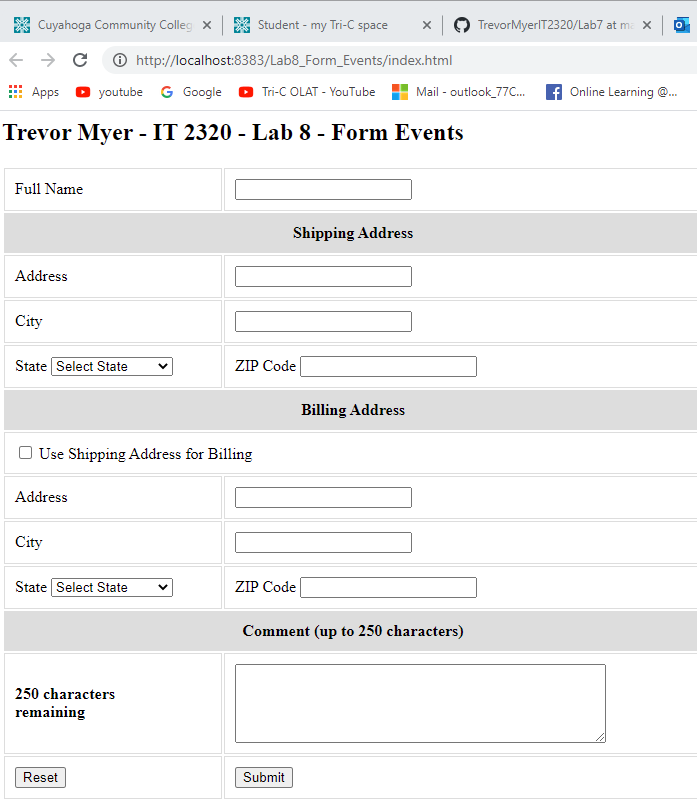 Cuyahoga Community Colleg
Student - my Tri-C space
TrevorMyerIT2320/Lab7 at ma
http://localhost:8383/Lab8_Form_Events/index.html
Apps youtube Google Tri-C OLAT - YouTube Mail - outlook_77C... Online Learning @...
Trevor Myer - IT 2320 - Lab 8 - Form Events
Full Name
Shipping Address
Address
City
State Select State ZIP Code
Billing Address
Use Shipping Address for Billing
Address
City
State Select State ZIP Code
Comment (up to 250 characters)
250 characters
remaining
Reset Submit